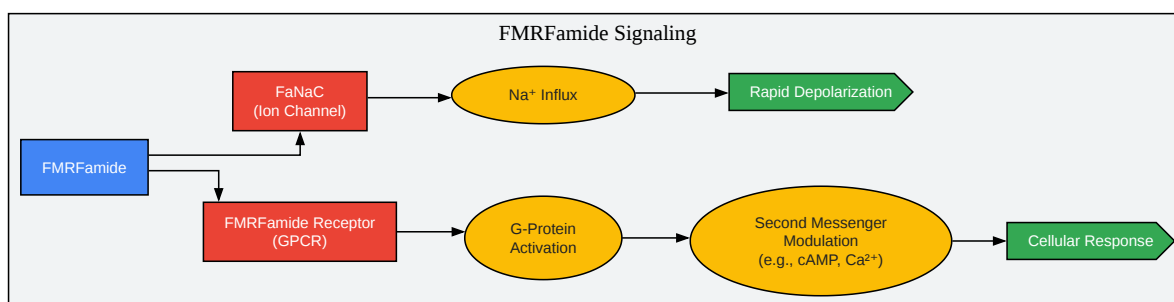 FMRFamide Signaling
FaNaC
(Ion Channel)
Na⁺ Influx
Rapid Depolarization
FMRFamide
FMRFamide Receptor
(GPCR)
G-Protein
Activation
Second Messenger
Modulation
(e.g., cAMP, Ca²⁺)
Cellular Response